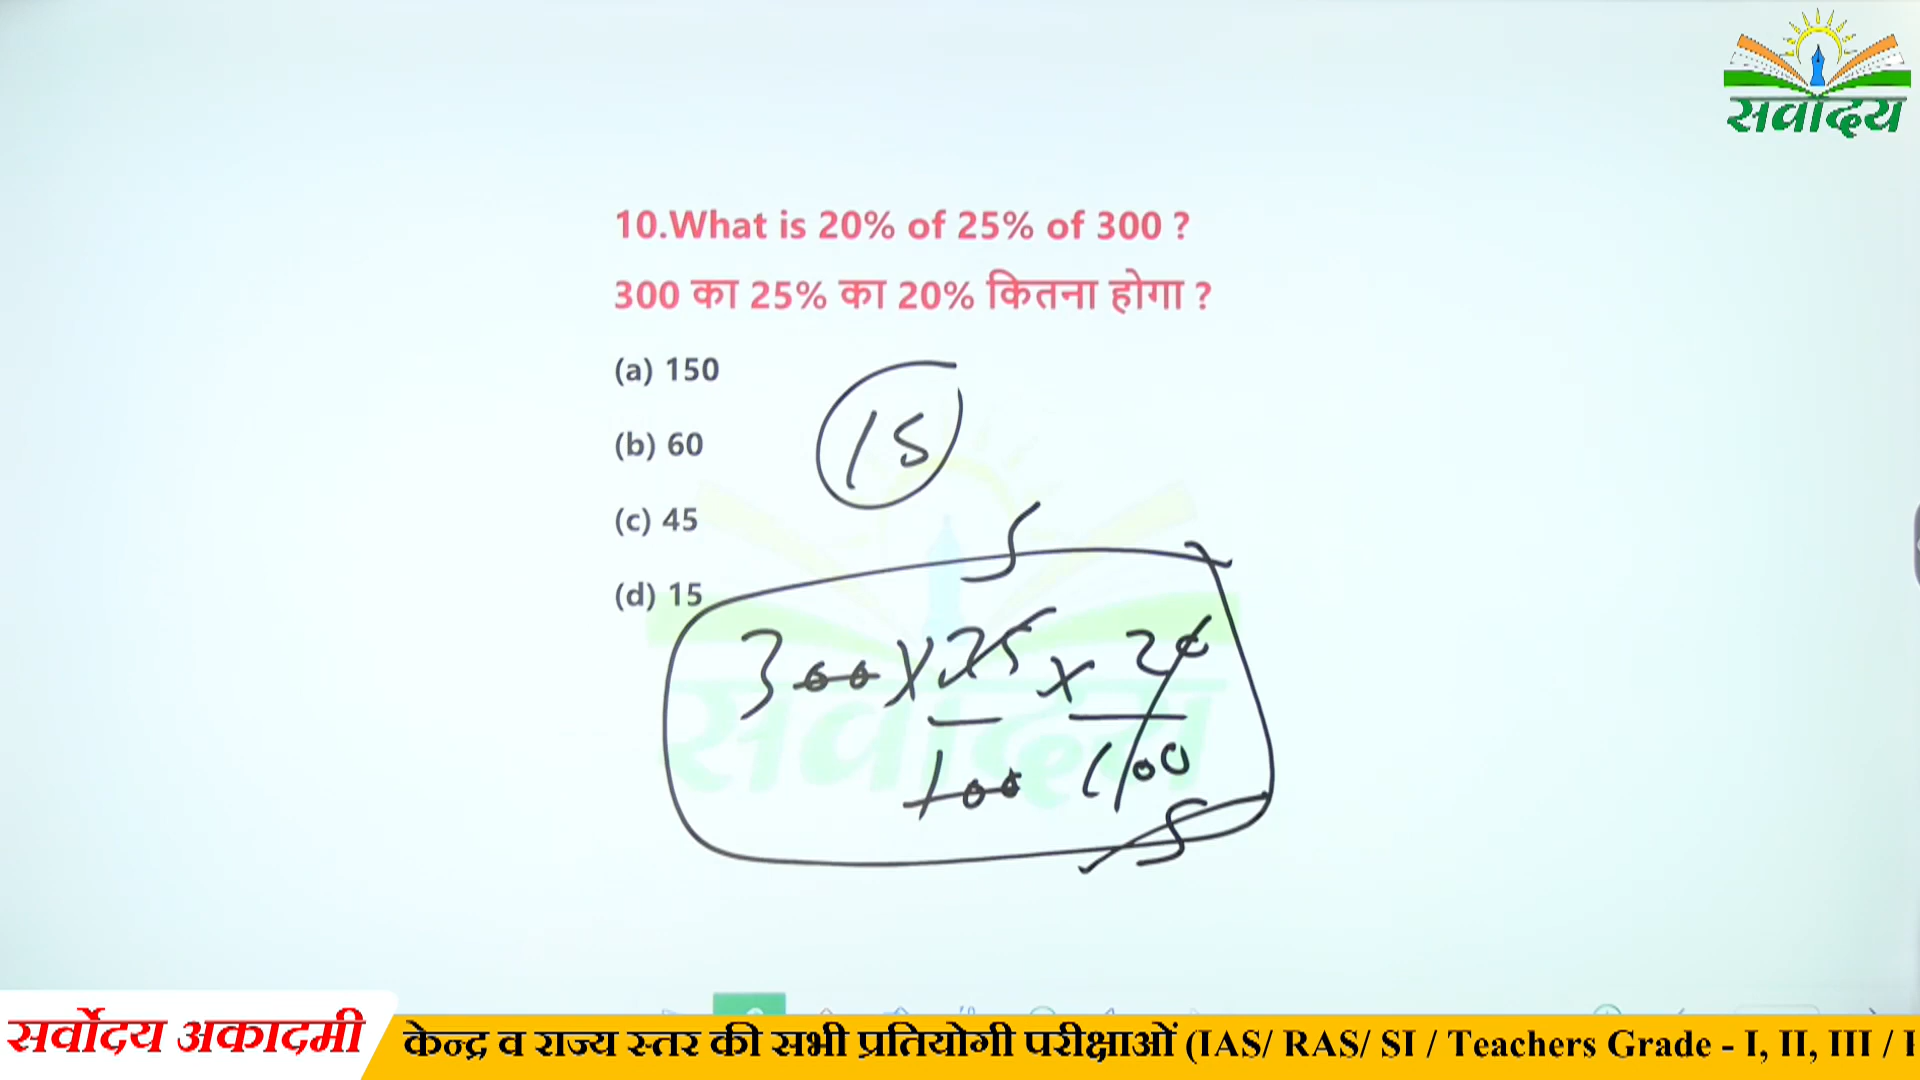 सर्वोदय
10.What is 20% of 25% of 300 ?
300 का 25% का 20% कितना होगा ?
(a) 150
(b) 60
(c) 45
(d) 15
15
5
300 x 25 x 20
100 100
5
सर्वोदय
सर्वोदय अकादमी
केन्द्र व राज्य स्तर की सभी प्रतियोगी परीक्षाओं (IAS/ RAS/ SI / Teachers Grade - I, II, III /